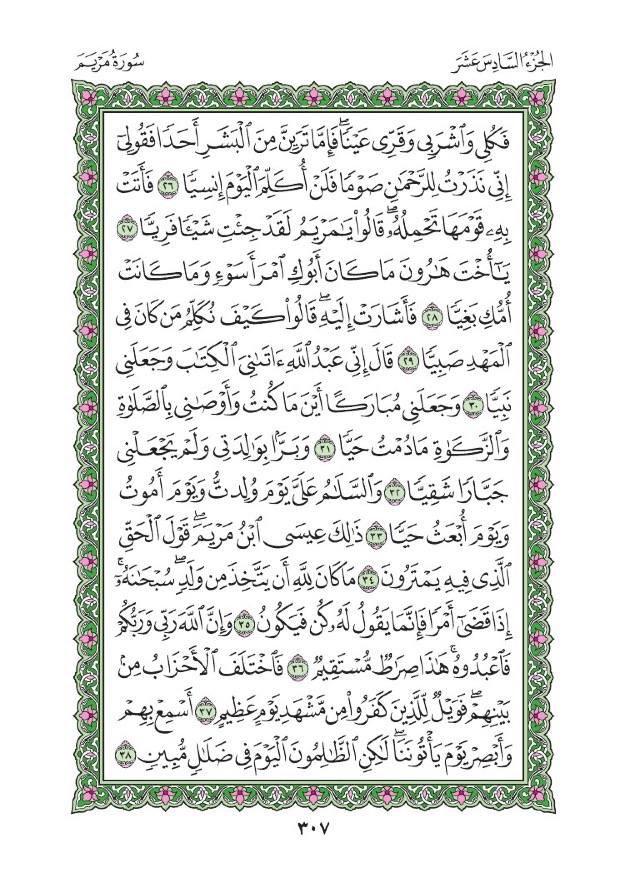 الجُزْءُ السَّادِسَ عَشَرَ
سُورَةُ مَرْيَمَ
فَكُلِى وَٱشْرَبِى وَقَرِّى عَيْنٗاۖ فَإِمَّا تَرَيِنَّ مِنَ ٱلْبَشَرِ أَحَدٗا فَقُولِىٓ
إِنِّى نَذَرْتُ لِلرَّحْمَٰنِ صَوْمٗا فَلَنْ أُكَلِّمَ ٱلْيَوْمَ إِنسِيّٗا ٢٦ فَأَتَتْ
بِهِۦ قَوْمَهَا تَحْمِلُهُۥۖ قَالُوا۟ يَٰمَرْيَمُ لَقَدْ جِئْتِ شَيْـٔٗا فَرِيّٗا ٢٧
يَٰٓأُخْتَ هَٰرُونَ مَا كَانَ أَبُوكِ ٱمْرَأَ سَوْءٖ وَمَا كَانَتْ
أُمُّكِ بَغِيّٗا ٢٨ فَأَشَارَتْ إِلَيْهِۖ قَالُوا۟ كَيْفَ نُكَلِّمُ مَن كَانَ فِى
ٱلْمَهْدِ صَبِيّٗا ٢٩ قَالَ إِنِّى عَبْدُ ٱللَّهِ ءَاتَىٰنِىَ ٱلْكِتَٰبَ وَجَعَلَنِى
نَبِيّٗا ٣٠ وَجَعَلَنِى مُبَارَكًا أَيْنَ مَا كُنتُ وَأَوْصَٰنِى بِٱلصَّلَوٰةِ
وَٱلزَّكَوٰةِ مَا دُمْتُ حَيّٗا ٣١ وَبَرَّۢا بِوَٰلِدَتِى وَلَمْ يَجْعَلْنِى
جَبَّارٗا شَقِيّٗا ٣٢ وَٱلسَّلَٰمُ عَلَىَّ يَوْمَ وُلِدتُّ وَيَوْمَ أَمُوتُ
وَيَوْمَ أُبْعَثُ حَيّٗا ٣٣ ذَٰلِكَ عِيسَى ٱبْنُ مَرْيَمَۖ قَوْلَ ٱلْحَقِّ
ٱلَّذِى فِيهِ يَمْتَرُونَ ٣٤ مَا كَانَ لِلَّهِ أَن يَتَّخِذَ مِن وَلَدٖۖ سُبْحَٰنَهُۥٓۚ
إِذَا قَضَىٰٓ أَمْرٗا فَإِنَّمَا يَقُولُ لَهُۥ كُن فَيَكُونُ ٣٥ وَإِنَّ ٱللَّهَ رَبِّى وَرَبُّكُمْ
فَٱعْبُدُوهُۚ هَٰذَا صِرَٰطٞ مُّسْتَقِيمٞ ٣٦ فَٱخْتَلَفَ ٱلْأَحْزَابُ مِنۢ
بَيْنِهِمْۖ فَوَيْلٞ لِّلَّذِينَ كَفَرُوا۟ مِن مَّشْهَدِ يَوْمٍ عَظِيمٍ ٣٧ أَسْمِعْ بِهِمْ
وَأَبْصِرْ يَوْمَ يَأْتُونَنَاۖ لَٰكِنِ ٱلظَّٰلِمُونَ ٱلْيَوْمَ فِى ضَلَٰلٖ مُّبِينٖ ٣٨
٣٠٧